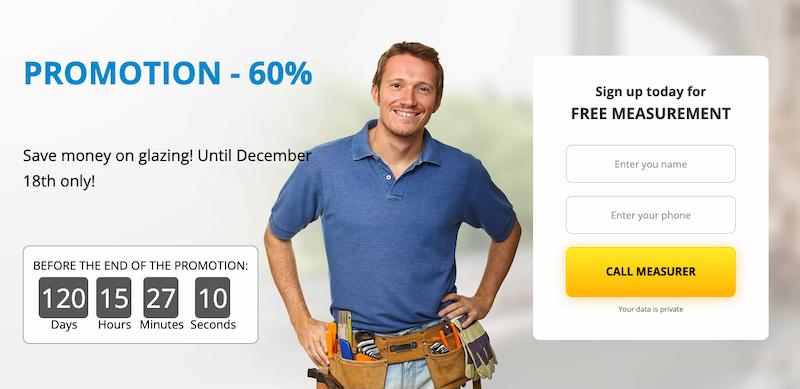 PROMOTION - 60%
Save money on glazing! Until December
18th only!
BEFORE THE END OF THE PROMOTION:
120 15 27 10
Days Hours Minutes Seconds
Sign up today for
FREE MEASUREMENT
Enter you name
Enter your phone
CALL MEASURER
Your data is private